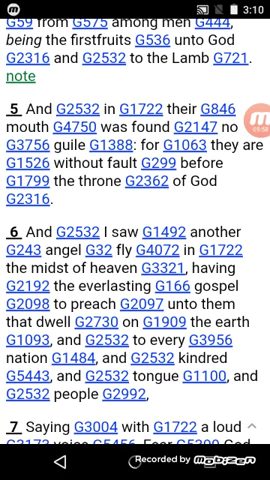 3:10
G59 from G575 among men G444,
being the firstfruits G536 unto God
G2316 and G2532 to the Lamb G721.
note
5 And G2532 in G1722 their G846
mouth G4750 was found G2147 no
G3756 guile G1388: for G1063 they are
G1526 without fault G299 before
G1799 the throne G2362 of God
G2316.
6 And G2532 I saw G1492 another
G243 angel G32 fly G4072 in G1722
the midst of heaven G3321, having
G2192 the everlasting G166 gospel
G2098 to preach G2097 unto them
that dwell G2730 on G1909 the earth
G1093, and G2532 to every G3956
nation G1484, and G2532 kindred
G5443, and G2532 tongue G1100, and
G2532 people G2992,
7 Saying G3004 with G1722 a loud
G3173 voice G5456, Fear G5399 God
Recorded by Mobizen